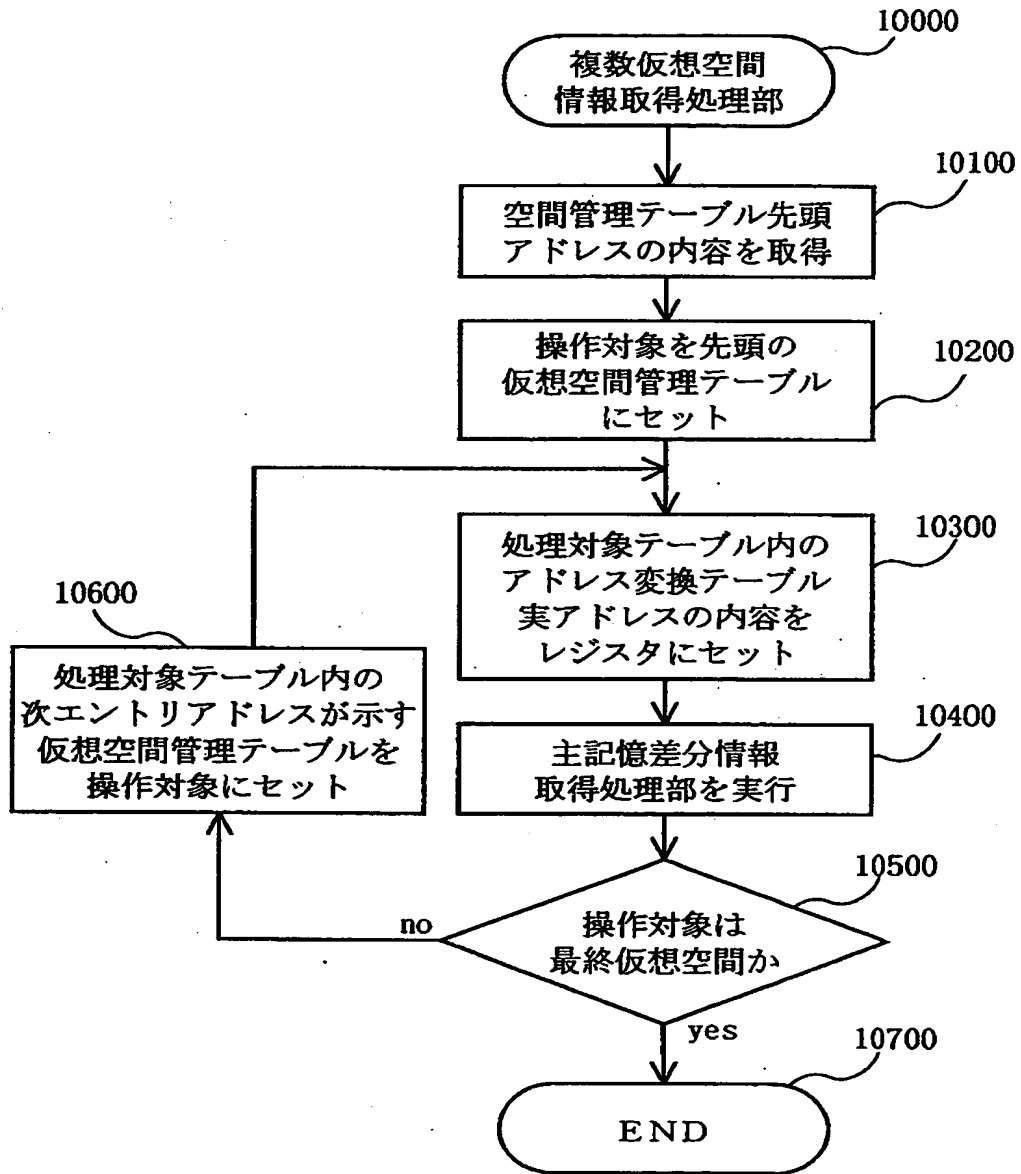 10000
複数仮想空間
情報取得処理部
10100
空間管理テーブル先頭
アドレスの内容を取得
10200
操作対象を先頭の
仮想空間管理テーブル
にセット
10300
処理対象テーブル内の
アドレス変換テーブル
実アドレスの内容を
レジスタにセット
10600
処理対象テーブル内の
次エントリアドレスが示す
仮想空間管理テーブルを
操作対象にセット
10400
主記憶差分情報
取得処理部を実行
10500
操作対象は
最終仮想空間か
no
yes
10700
END